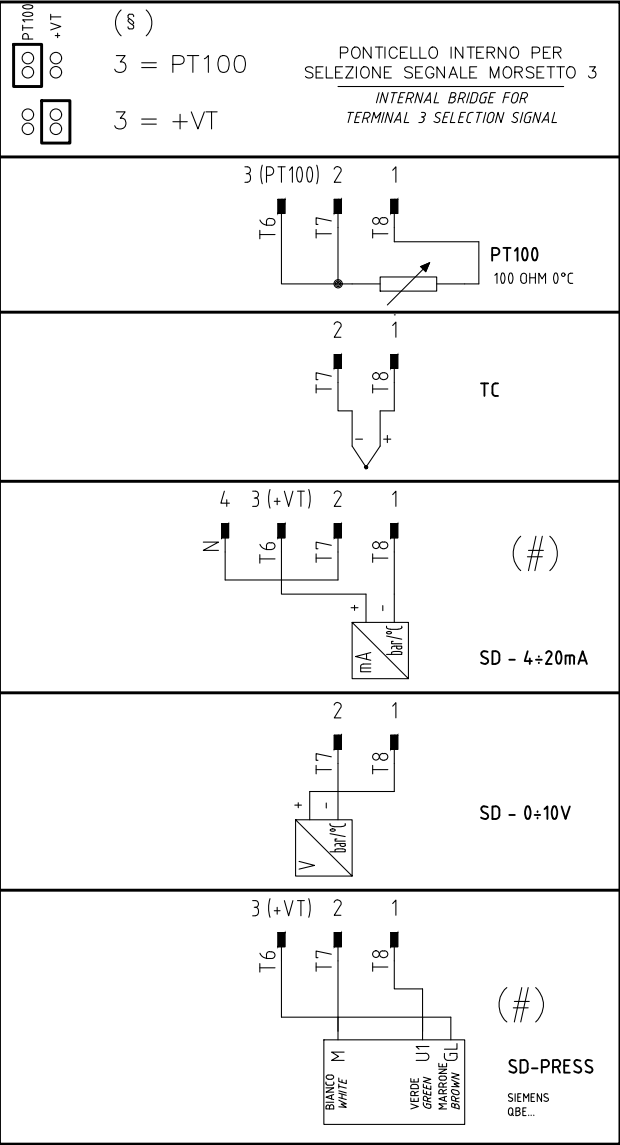 PT100
+VT
(§)
3 = PT100
3 = +VT
PONTICELLO INTERNO PER
SELEZIONE SEGNALE MORSETTO 3
INTERNAL BRIDGE FOR
TERMINAL 3 SELECTION SIGNAL
3 (PT100) 2 1
T6 T7 T8
PT100
100 OHM 0°C
2 1
T7 T8
TC
- +
4 3 (+VT) 2 1
N T6 T7 T8
(#)
+ -
mA bar/°C
SD - 4÷20mA
2 1
T7 T8
+ -
V bar/°C
SD - 0÷10V
3 (+VT) 2 1
T6 T7 T8
(#)
M U1 GL
BIANCO
WHITE
VERDE
GREEN
MARRONE
BROWN
SD-PRESS
SIEMENS
QBE...